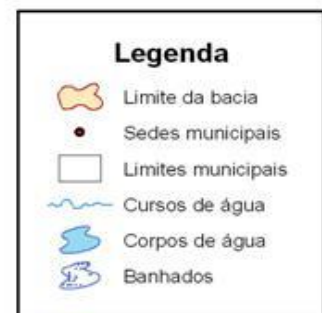 Legenda
Limite da bacia
Sedes municipais
Limites municipais
Cursos de água
Corpos de água
Banhados